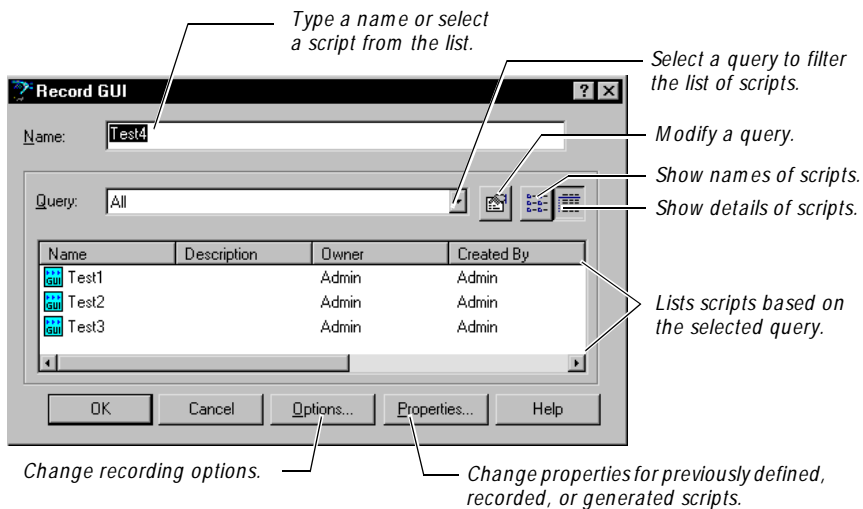 Type a name or select
a script from the list.
Select a query to filter
the list of scripts.
Record GUI
Name: Test4
Modify a query.
Show names of scripts.
Query: All
Show details of scripts.
Name Description Owner Created By
GUI Test1 Admin Admin
GUI Test2 Admin Admin
GUI Test3 Admin Admin
Lists scripts based on
the selected query.
OK Cancel Options... Properties... Help
Change recording options.
Change properties for previously defined,
recorded, or generated scripts.